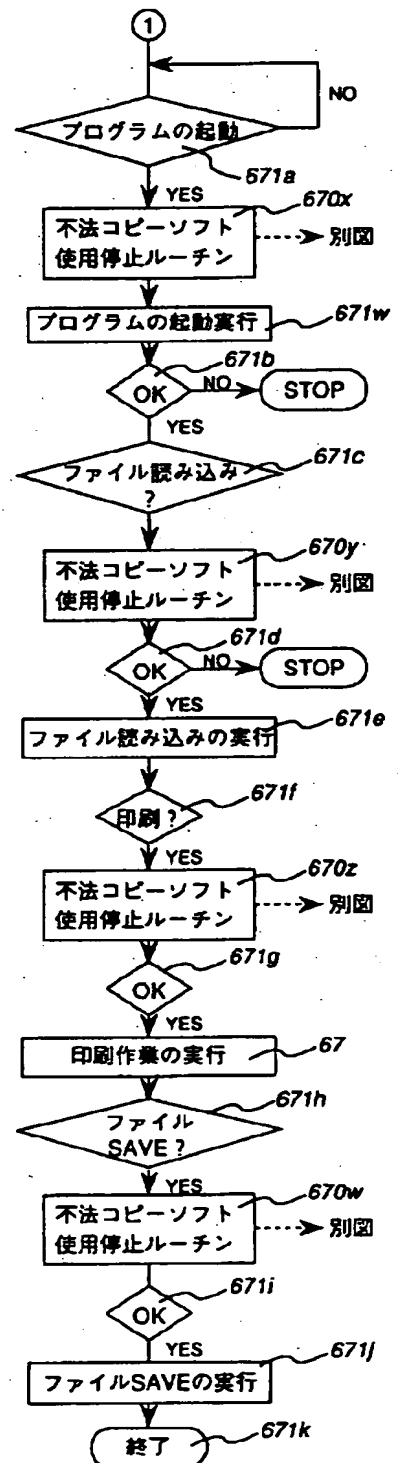 1
NO
プログラムの起動
671a
YES
670x
不法コピーソフト
使用停止ルーチン
別図
プログラムの起動実行
671w
671b
OK
NO
STOP
YES
ファイル読み込み
?
671c
670y
不法コピーソフト
使用停止ルーチン
別図
671d
OK
NO
STOP
YES
ファイル読み込みの実行
671e
印刷?
671f
YES
670z
不法コピーソフト
使用停止ルーチン
別図
671g
OK
YES
印刷作業の実行
67
671h
ファイル
SAVE?
YES
670w
不法コピーソフト
使用停止ルーチン
別図
671i
OK
YES
671j
ファイルSAVEの実行
終了
671k